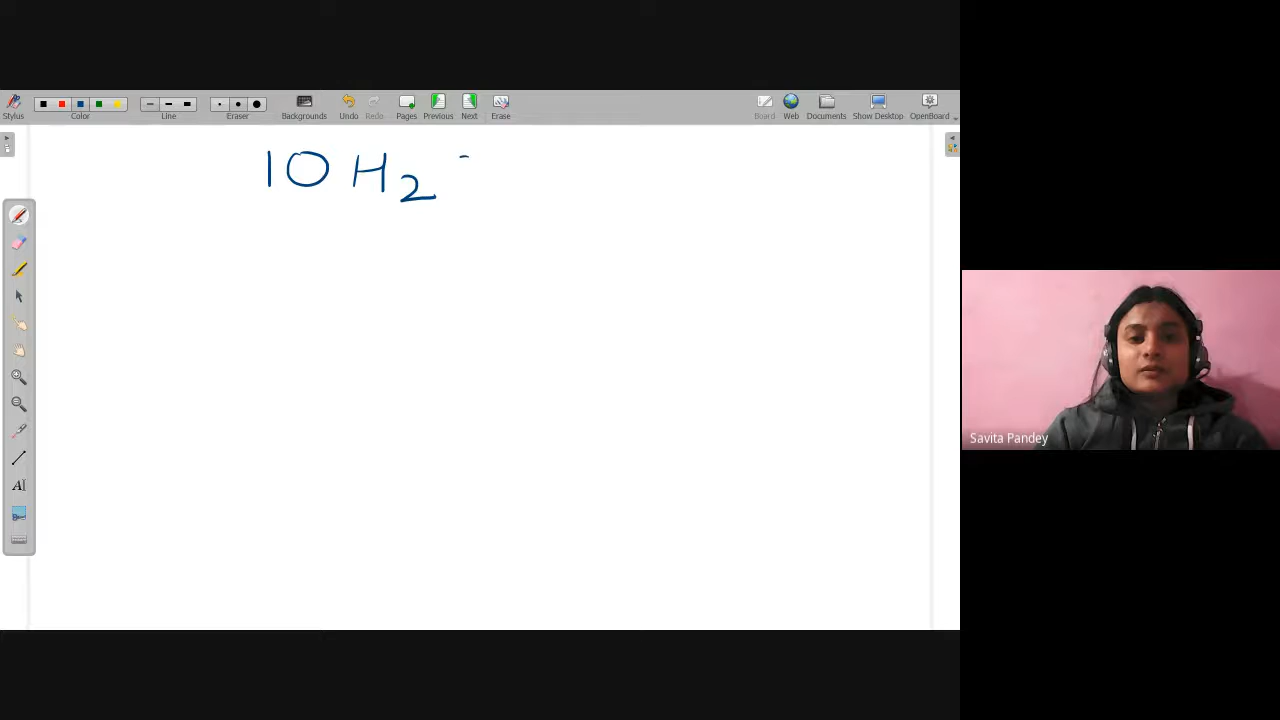 Stylus Color Line Eraser Backgrounds Undo Redo Pages Previous Next Erase Board Web Documents Show Desktop OpenBoard
10 H2 -
Savita Pandey